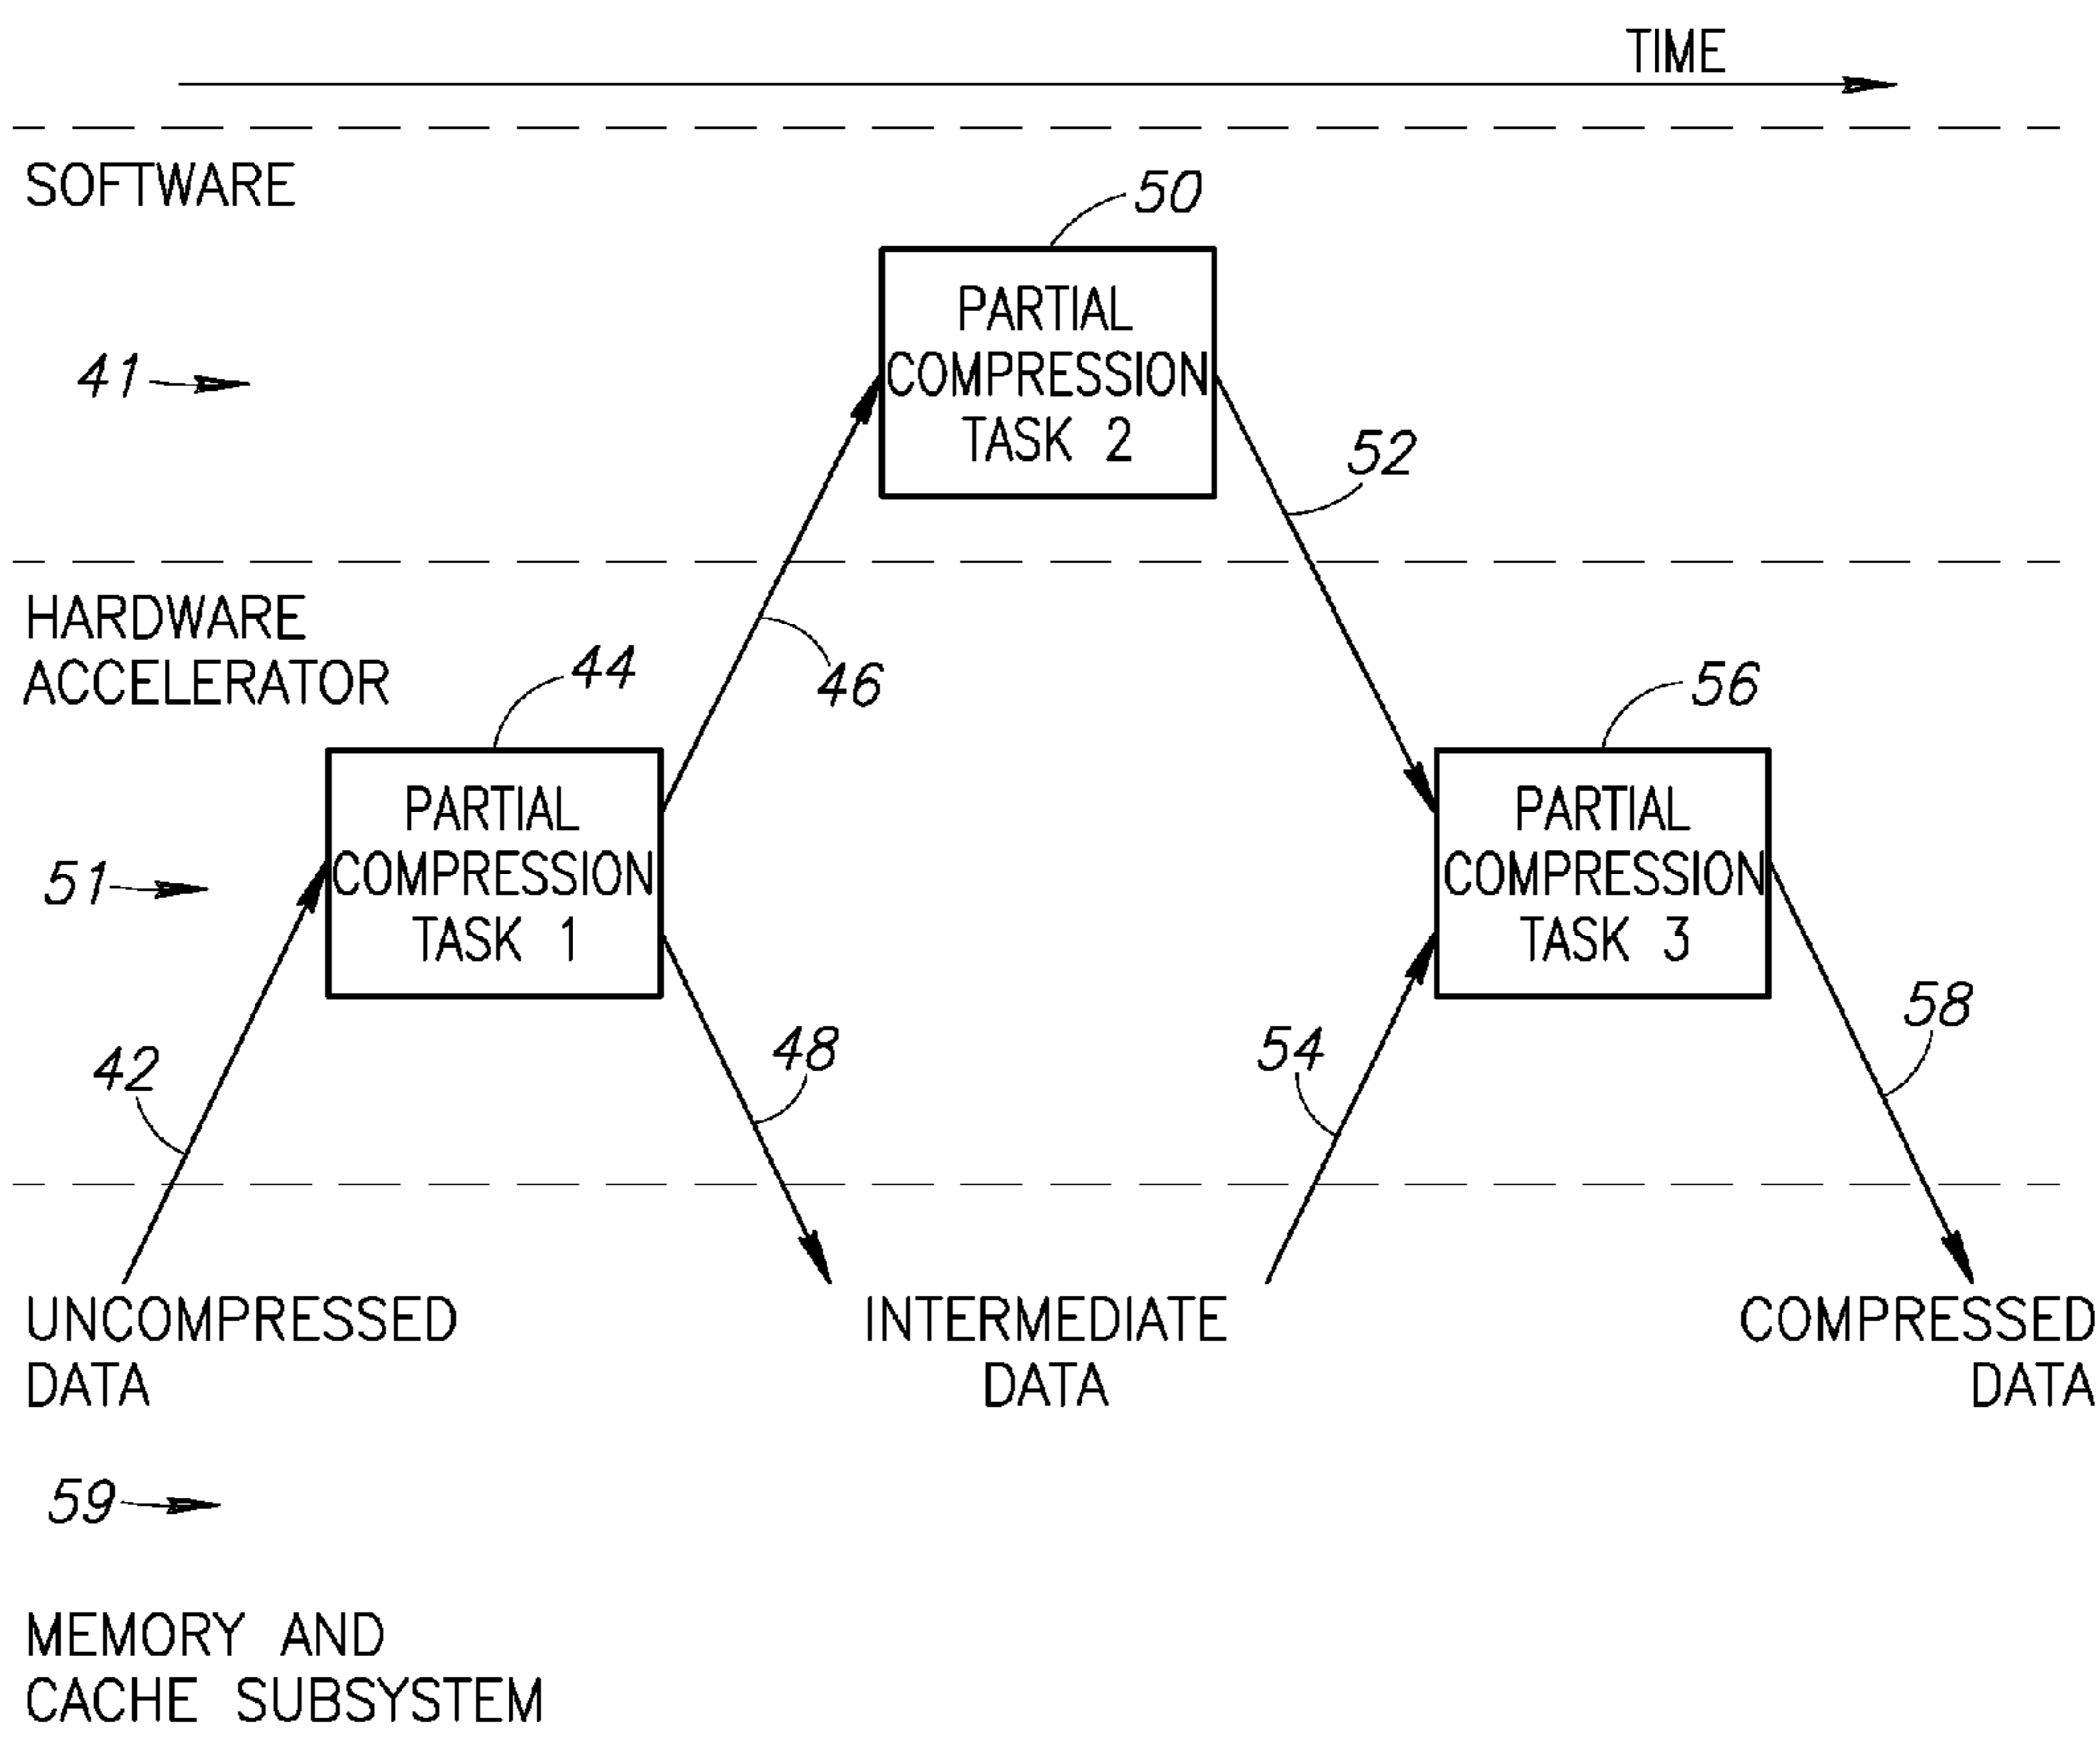 TIME
SOFTWARE
50
PARTIAL
COMPRESSION
TASK 2
41
52
HARDWARE
ACCELERATOR
44
46
56
PARTIAL
COMPRESSION
TASK 1
PARTIAL
COMPRESSION
TASK 3
51
42
48
54
58
UNCOMPRESSED
DATA
INTERMEDIATE
DATA
COMPRESSED
DATA
59
MEMORY AND
CACHE SUBSYSTEM